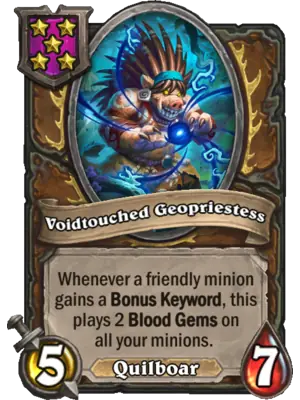 Voidtouched Geopriestess
Whenever a friendly minion
gains a Bonus Keyword, this
plays 2 Blood Gems on
all your minions.
5
Quilboar
7